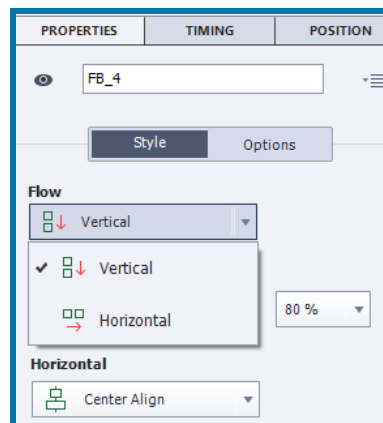 PROPERTIES TIMING POSITION
FB_4
Style Options
Flow
Vertical
Vertical
Horizontal
80 %
Horizontal
Center Align